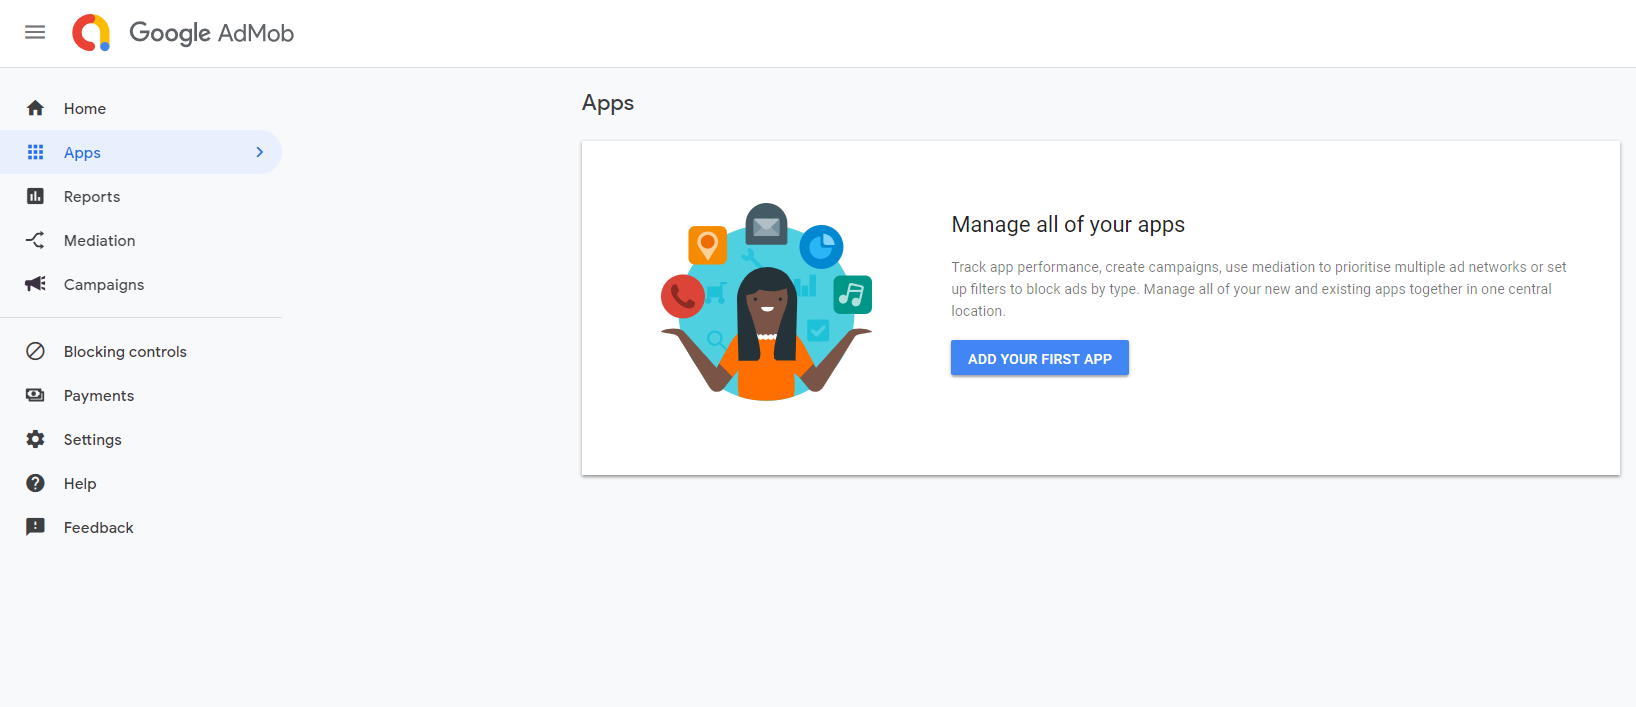 Google AdMob
Home
Apps
Reports
Mediation
Campaigns
Blocking controls
Payments
Settings
Help
Feedback
Apps
Manage all of your apps
Track app performance, create campaigns, use mediation to prioritise multiple ad networks or set
up filters to block ads by type. Manage all of your new and existing apps together in one central
location.
ADD YOUR FIRST APP